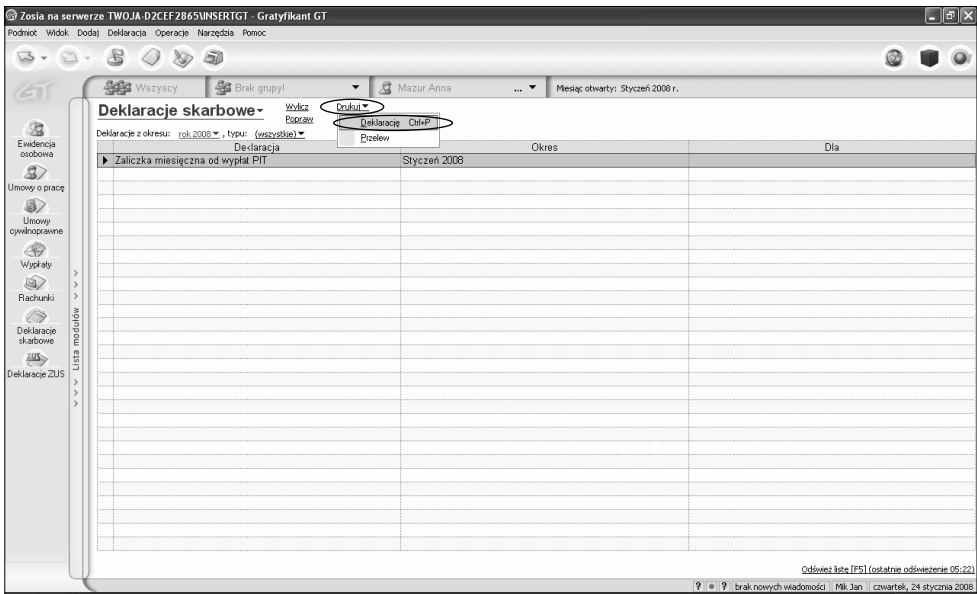 Zosia na serwerze TWOJA-D2CEF2865\INSERTGT - Gratyfikant GT
Podmiot Widok Dodaj Deklaracja Operacje Narzędzia Pomoc
GT
Wszyscy
Brak grupy!
Mazur Anna
...
Miesiąc otwarty: Styczeń 2008 r.
Deklaracje skarbowe
Wylicz
Popraw
Drukuj
Deklarację Ctrl+P
Przelew
Deklaracje z okresu: rok 2008 , typu: (wszystkie)
Deklaracja Okres Dla
Zaliczka miesięczna od wypłat PIT Styczeń 2008
Ewidencja
osobowa
Umowy o pracę
Umowy
cywilnoprawne
Wypłaty
Rachunki
Deklaracje
skarbowe
ZUS
Deklaracje ZUS
> > > Lista modułów > > >
Odśwież listę [F5] (ostatnie odświeżenie 05:22)
? ? brak nowych wiadomości Mik Jan czwartek, 24 stycznia 2008